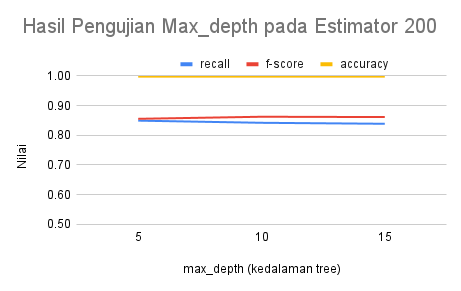 Hasil Pengujian Max_depth pada Estimator 200
recall f-score accuracy
1.00
0.90
0.80
0.70
0.60
0.50
Nilai
5 10 15
max_depth (kedalaman tree)